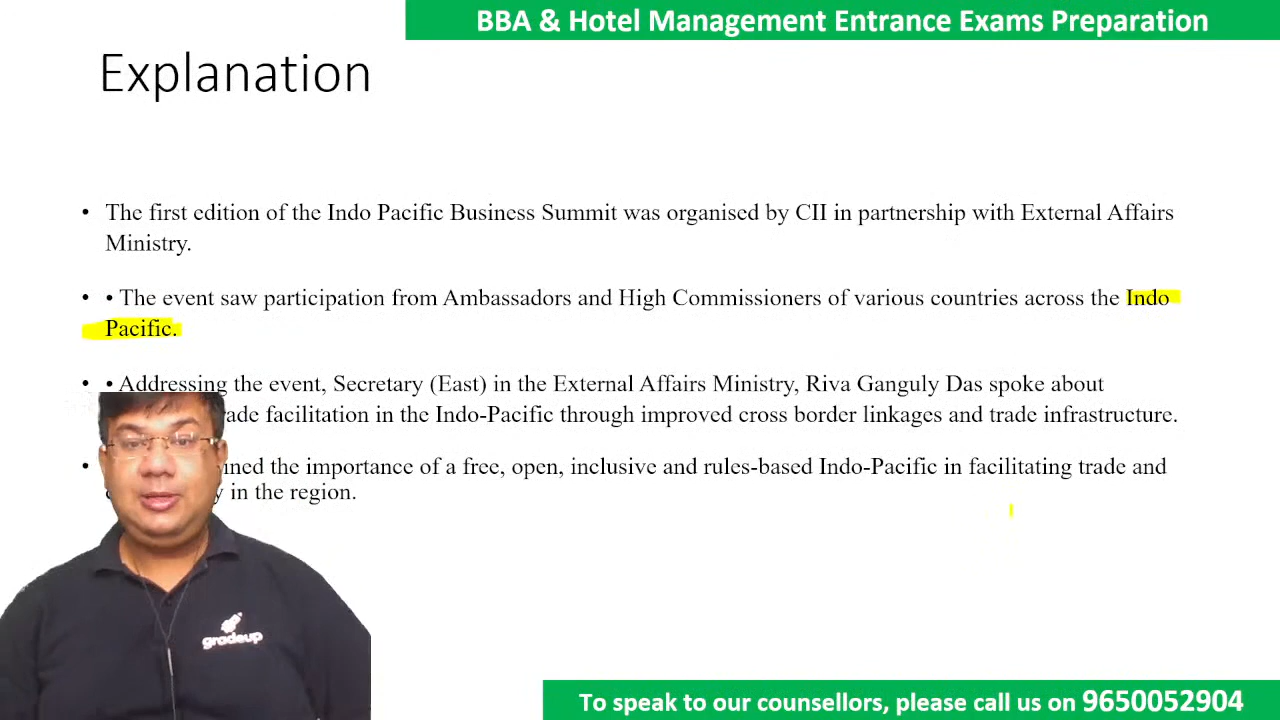 BBA & Hotel Management Entrance Exams Preparation
Explanation
• The first edition of the Indo Pacific Business Summit was organised by CII in partnership with External Affairs
Ministry.
• • The event saw participation from Ambassadors and High Commissioners of various countries across the Indo
Pacific.
• • Addressing the event, Secretary (East) in the External Affairs Ministry, Riva Ganguly Das spoke about
facilitation in the Indo-Pacific through improved cross border linkages and trade infrastructure.
• the importance of a free, open, inclusive and rules-based Indo-Pacific in facilitating trade and
in the region.
gradeup
To speak to our counsellors, please call us on 9650052904